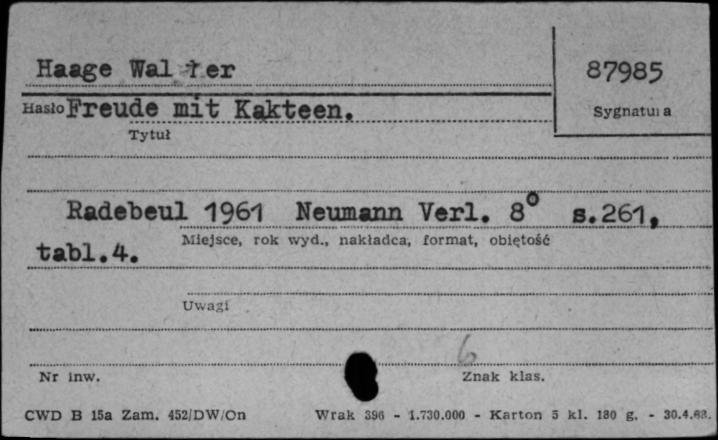 Haage Walter
87985
Hasło Freude mit Kakteen.
Sygnatura
Tytuł
Radebeul 1961 Neumann Verl. 8° s.261,
Miejsce, rok wyd., nakładca, format, obiętość
tabl.4.
Uwagi
6
Nr inw.
Znak klas.
CWD B 15a Zam. 452/DW/On Wrak 396 - 1.730.000 - Karton 5 kl. 180 g. - 30.4.63.